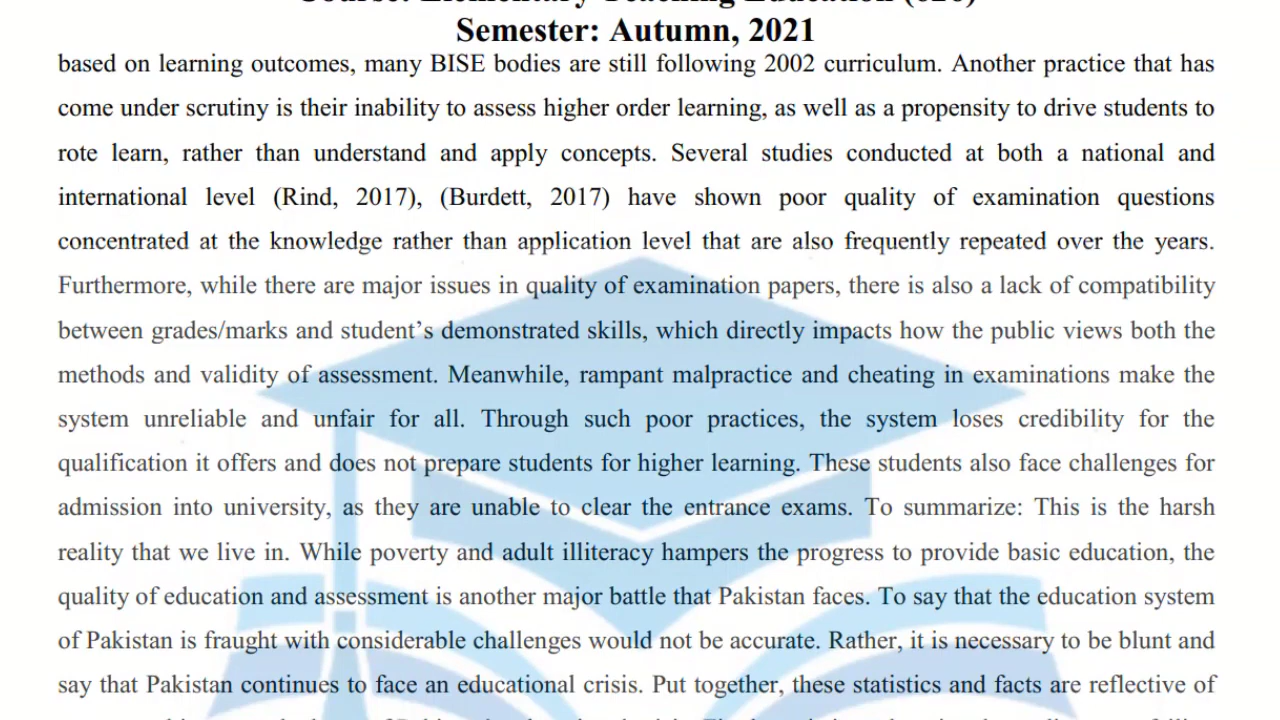 Semester: Autumn, 2021
based on learning outcomes, many BISE bodies are still following 2002 curriculum. Another practice that has
come under scrutiny is their inability to assess higher order learning, as well as a propensity to drive students to
rote learn, rather than understand and apply concepts. Several studies conducted at both a national and
international level (Rind, 2017), (Burdett, 2017) have shown poor quality of examination questions
concentrated at the knowledge rather than application level that are also frequently repeated over the years.
Furthermore, while there are major issues in quality of examination papers, there is also a lack of compatibility
between grades/marks and student’s demonstrated skills, which directly impacts how the public views both the
methods and validity of assessment. Meanwhile, rampant malpractice and cheating in examinations make the
system unreliable and unfair for all. Through such poor practices, the system loses credibility for the
qualification it offers and does not prepare students for higher learning. These students also face challenges for
admission into university, as they are unable to clear the entrance exams. To summarize: This is the harsh
reality that we live in. While poverty and adult illiteracy hampers the progress to provide basic education, the
quality of education and assessment is another major battle that Pakistan faces. To say that the education system
of Pakistan is fraught with considerable challenges would not be accurate. Rather, it is necessary to be blunt and
say that Pakistan continues to face an educational crisis. Put together, these statistics and facts are reflective of